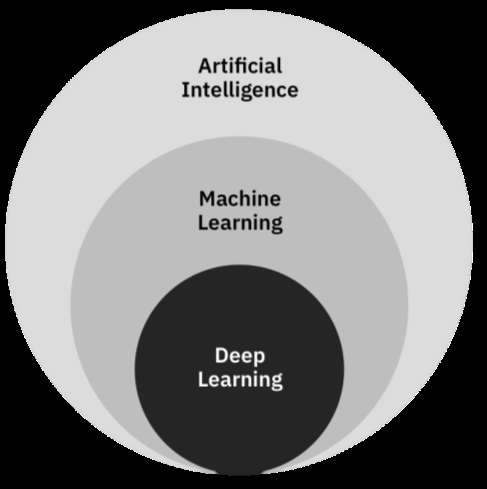 Artificial
Intelligence
Machine
Learning
Deep
Learning